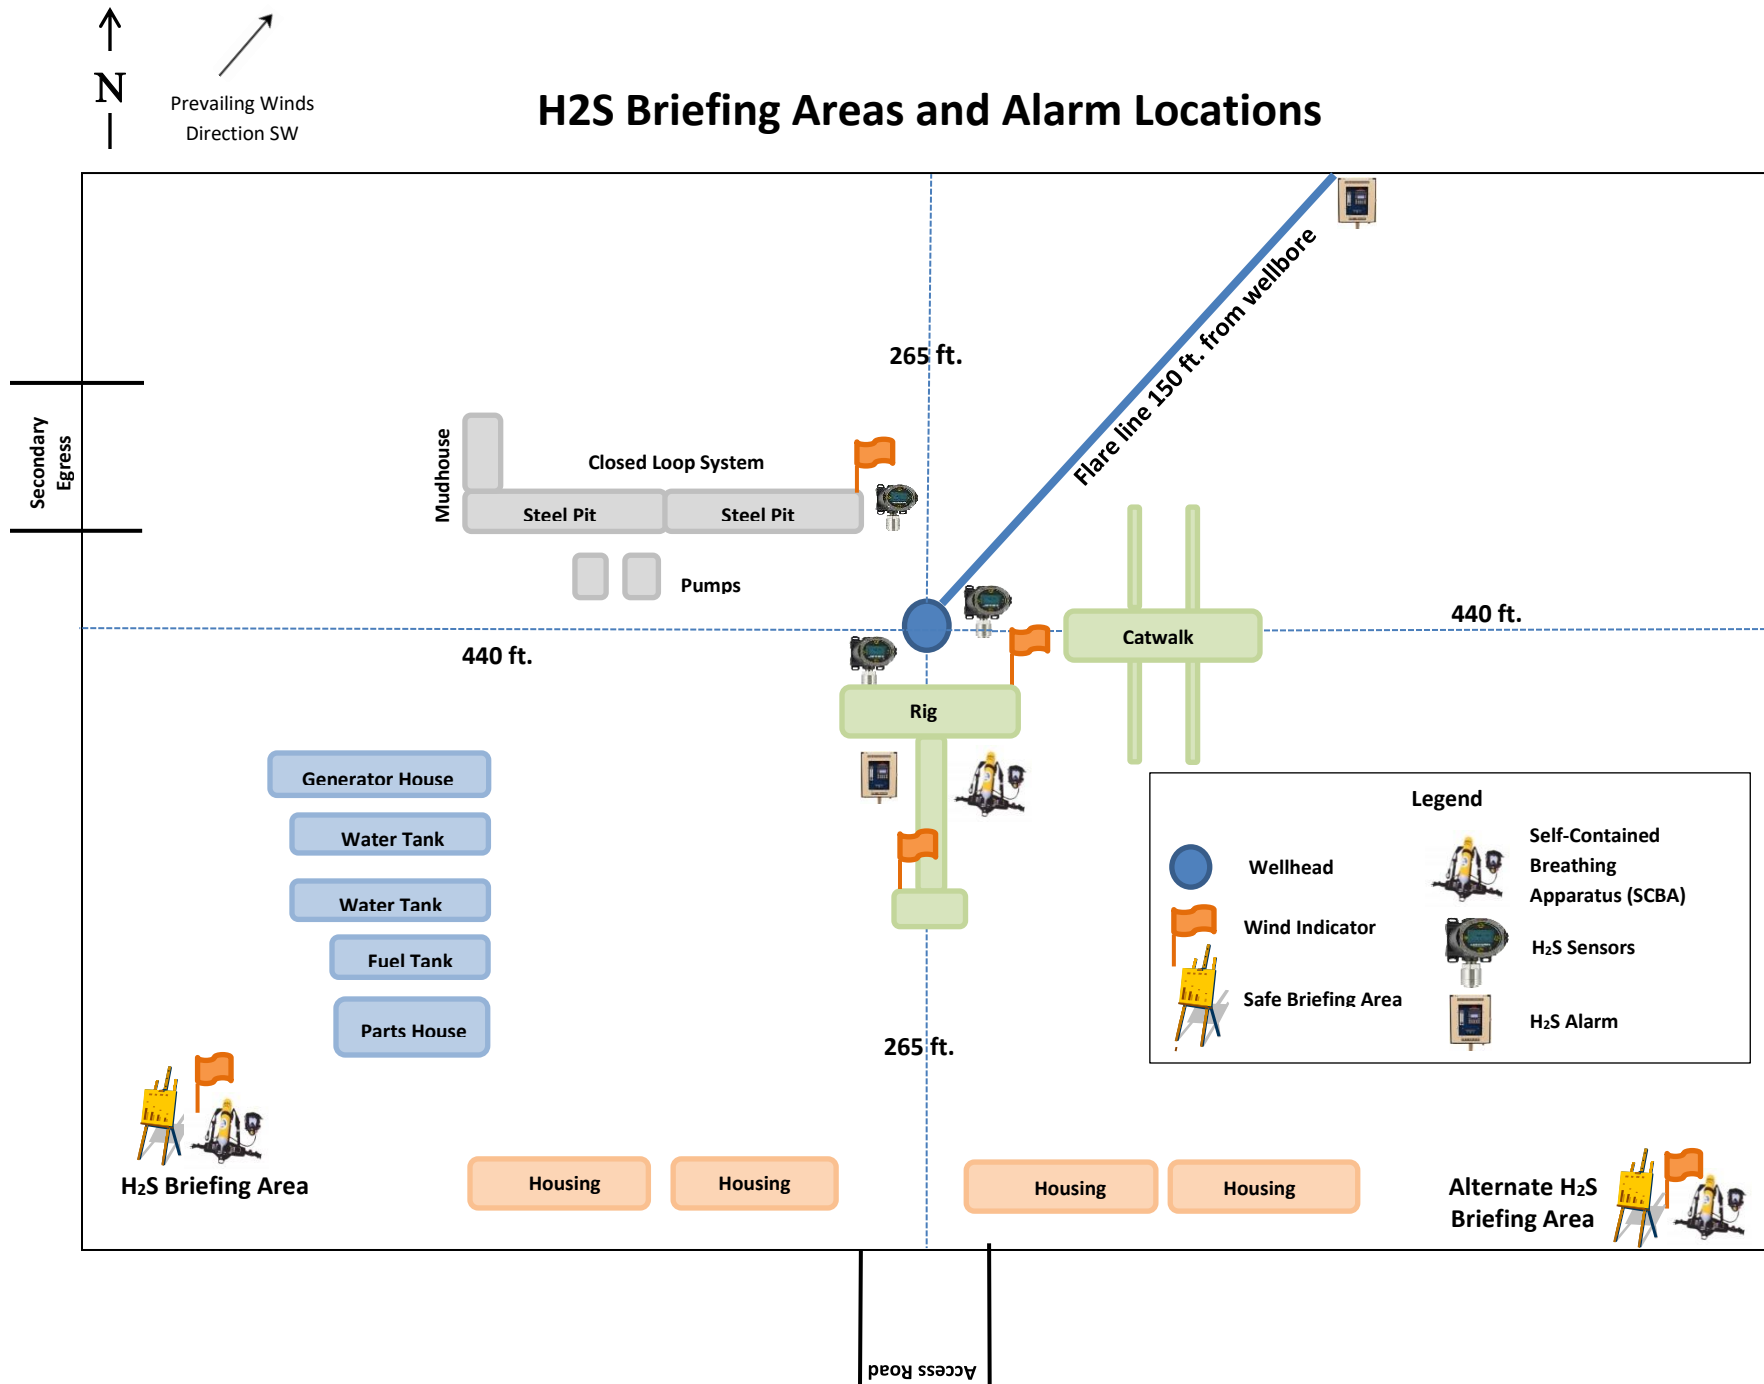 N
Prevailing Winds
Direction SW
H2S Briefing Areas and Alarm Locations
265 ft.
Flare line 150 ft. from wellbore
Secondary
Egress
Mudhouse
Closed Loop System
Steel Pit
Steel Pit
Pumps
440 ft.
440 ft.
Catwalk
Rig
Generator House
Water Tank
Water Tank
Fuel Tank
Parts House
265 ft.
Legend
Wellhead
Wind Indicator
Safe Briefing Area
Self-Contained
Breathing
Apparatus (SCBA)
H₂S Sensors
H₂S Alarm
H₂S Briefing Area
Housing
Housing
Housing
Housing
Alternate H₂S
Briefing Area
Access Road